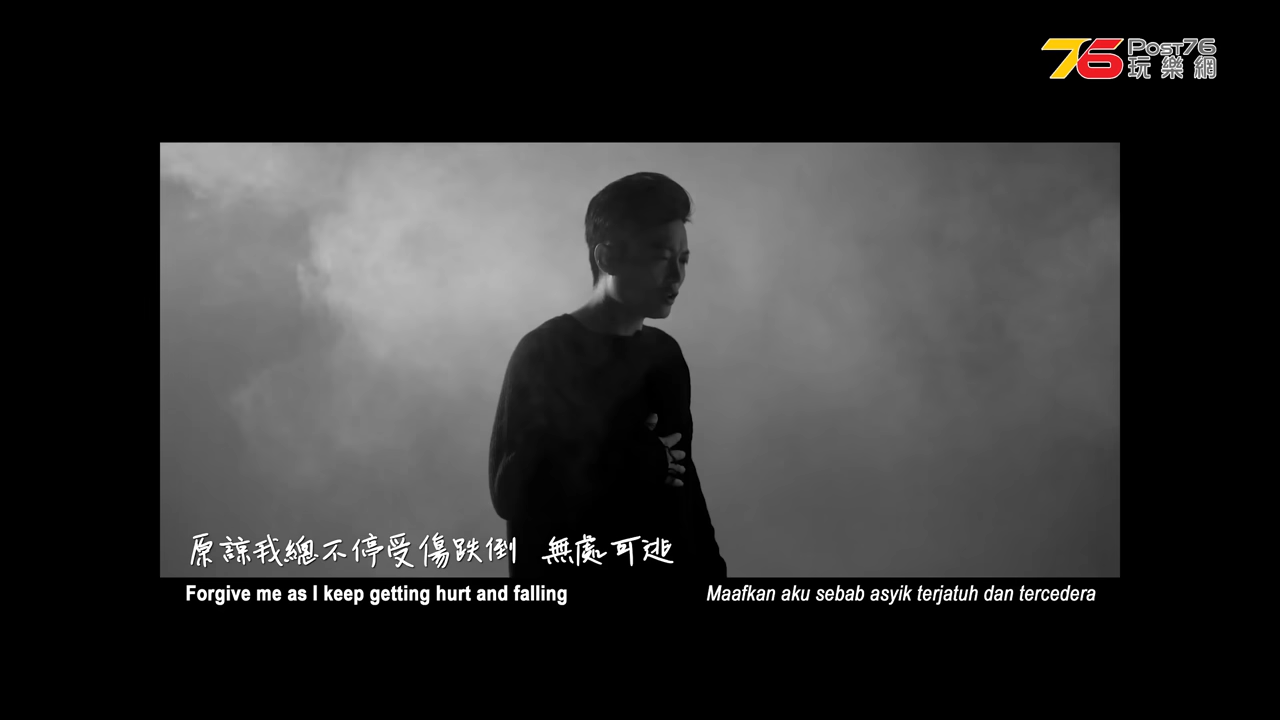 76 Post76
玩樂網
原諒我總不停受傷跌倒 無處可逃
Forgive me as I keep getting hurt and falling
Maafkan aku sebab asyik terjatuh dan tercedera